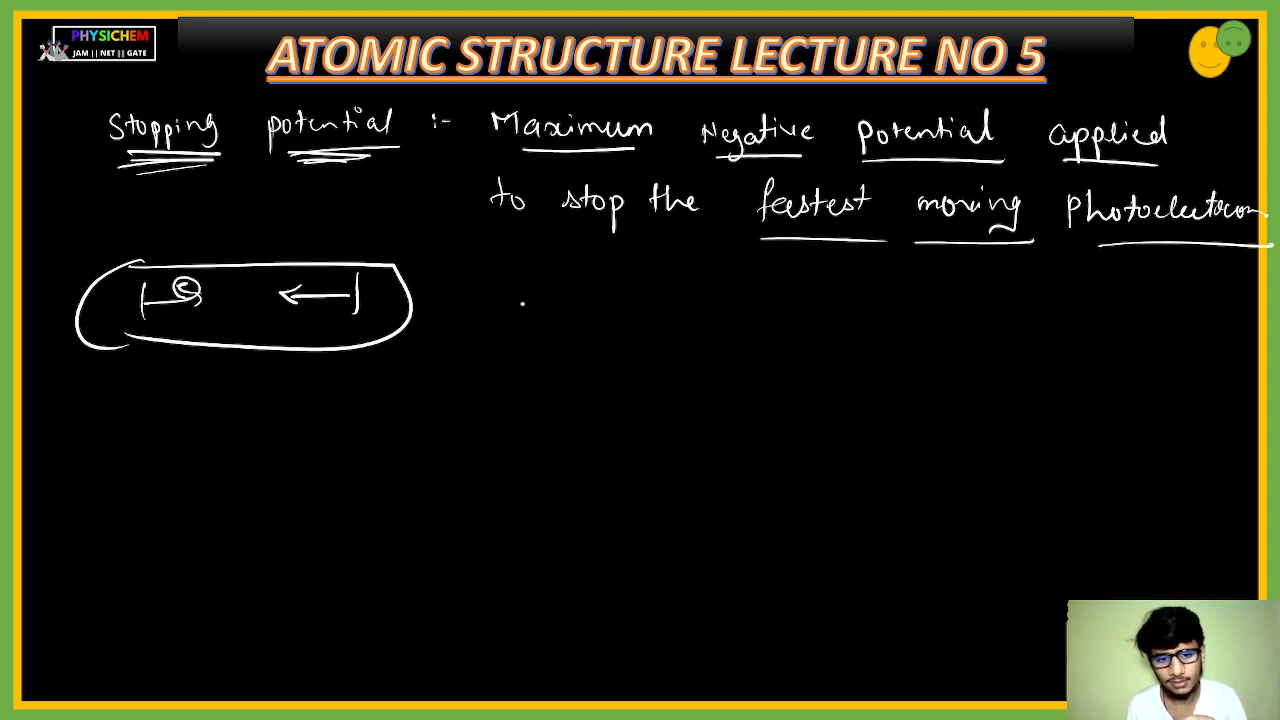 PHYSICHEM
JAM || NET || GATE
ATOMIC STRUCTURE LECTURE NO 5
Stopping potential :- Maximum Negative Potential applied
to stop the fastest moving Photoelectron
e